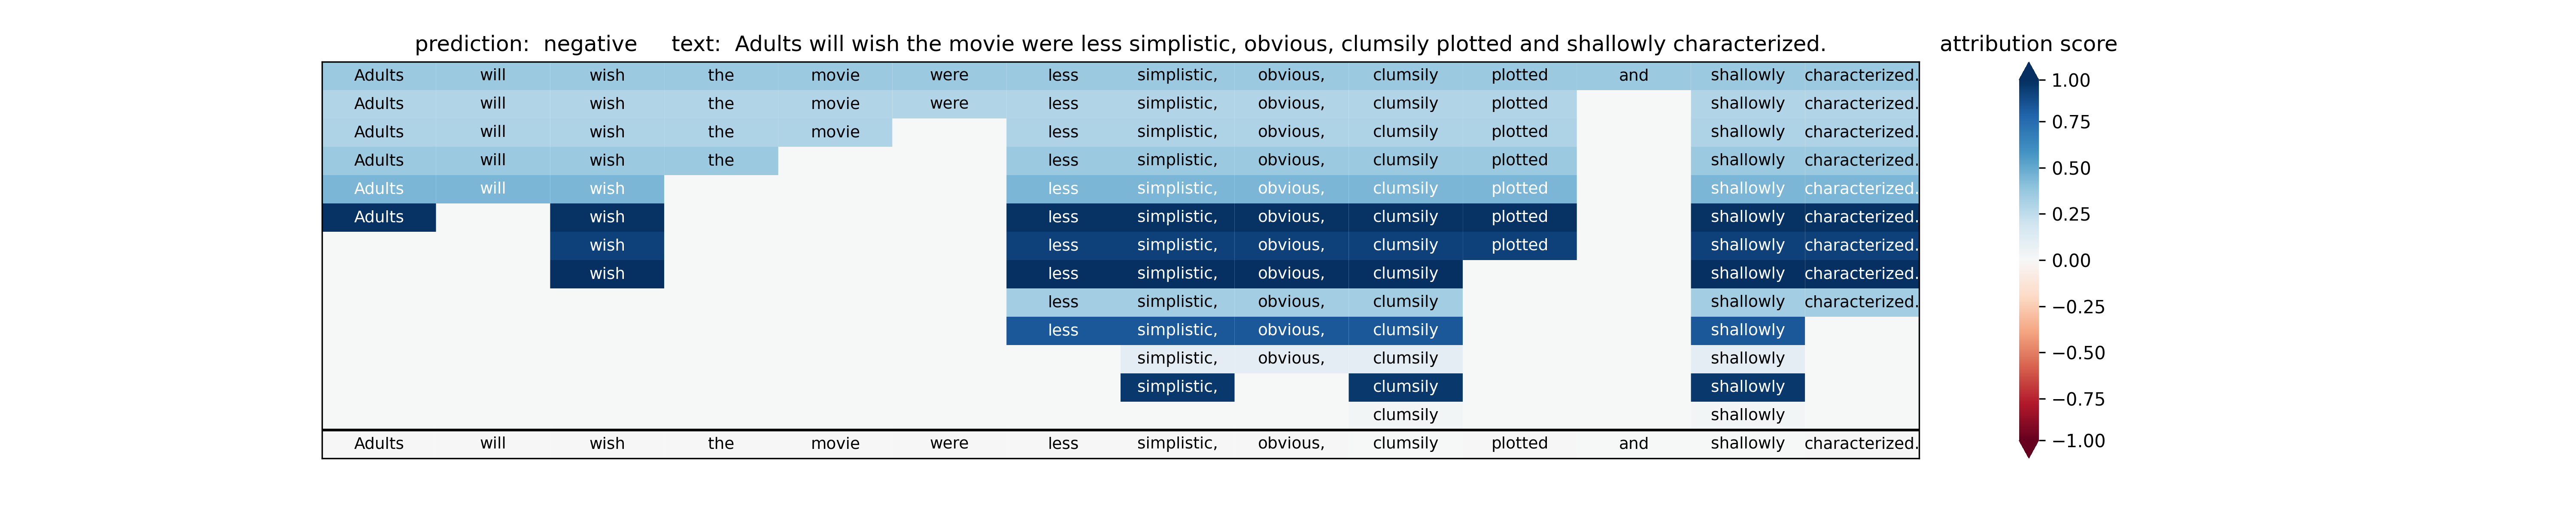 prediction: negative text: Adults will wish the movie were less simplistic, obvious, clumsily plotted and shallowly characterized. attribution score
Adults will wish the movie were less simplistic, obvious, clumsily plotted and shallowly characterized.
Adults will wish the movie were less simplistic, obvious, clumsily plotted shallowly characterized.
Adults will wish the movie less simplistic, obvious, clumsily plotted shallowly characterized.
Adults will wish the less simplistic, obvious, clumsily plotted shallowly characterized.
Adults will wish less simplistic, obvious, clumsily plotted shallowly characterized.
Adults wish less simplistic, obvious, clumsily plotted shallowly characterized.
wish less simplistic, obvious, clumsily plotted shallowly characterized.
wish less simplistic, obvious, clumsily shallowly characterized.
less simplistic, obvious, clumsily shallowly characterized.
less simplistic, obvious, clumsily shallowly
simplistic, obvious, clumsily shallowly
simplistic, clumsily shallowly
clumsily shallowly
Adults will wish the movie were less simplistic, obvious, clumsily plotted and shallowly characterized.
1.00
0.75
0.50
0.25
0.00
−0.25
−0.50
−0.75
−1.00